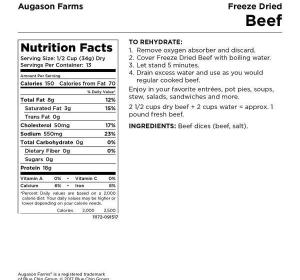 Augason Farms
Freeze Dried
Beef
Nutrition Facts
Serving Size: 1/2 Cup (34g) Dry
Servings Per Container: 13
Amount Per Serving
Calories 150 Calories from Fat 70
% Daily Value*
Total Fat 8g 12%
Saturated Fat 3g 15%
Trans Fat 0g
Cholesterol 50mg 17%
Sodium 550mg 23%
Total Carbohydrate 0g 0%
Dietary Fiber 0g 0%
Sugars 0g
Protein 18g
Vitamin A 0% • Vitamin C 0%
Calcium 6% • Iron 8%
*Percent Daily values are based on a 2,000
calorie diet. Your daily values may be higher or
lower depending on your calorie needs.
Calories 2,000 2,500
TO REHYDRATE:
1. Remove oxygen absorber and discard.
2. Cover Freeze Dried Beef with boiling water.
3. Let stand 5 minutes.
4. Drain excess water and use as you would
regular cooked beef.
Enjoy in your favorite entrées, pot pies, soups,
stew, salads, sandwiches and more.
2 1/2 cups dry beef + 2 cups water = approx. 1
pound fresh beef.
INGREDIENTS: Beef dices (beef, salt).
Augason Farms® is a registered trademark
of Blue Chip Group. © 2017 Blue Chip Group